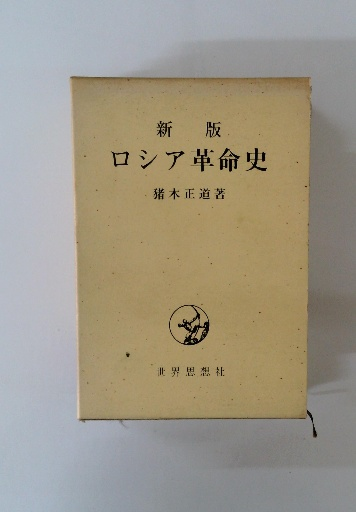 新 版
ロシア革命史
猪木正道著
世界思想社